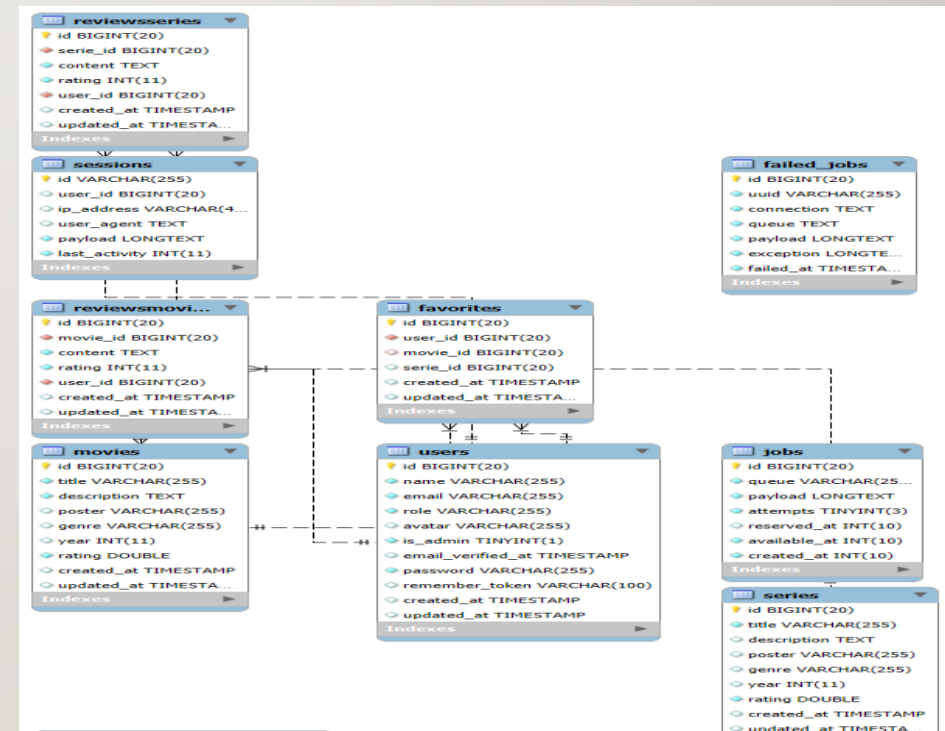 reviewsseries
id BIGINT(20)
serie_id BIGINT(20)
content TEXT
rating INT(11)
user_id BIGINT(20)
created_at TIMESTAMP
updated_at TIMESTA...
Indexes
sessions
id VARCHAR(255)
user_id BIGINT(20)
ip_address VARCHAR(4...
user_agent TEXT
payload LONGTEXT
last_activity INT(11)
Indexes
reviewsmovi...
id BIGINT(20)
movie_id BIGINT(20)
content TEXT
rating INT(11)
user_id BIGINT(20)
created_at TIMESTAMP
updated_at TIMESTA...
Indexes
movies
id BIGINT(20)
title VARCHAR(255)
description TEXT
poster VARCHAR(255)
genre VARCHAR(255)
year INT(11)
rating DOUBLE
created_at TIMESTAMP
updated_at TIMESTA...
Indexes
favorites
id BIGINT(20)
user_id BIGINT(20)
movie_id BIGINT(20)
serie_id BIGINT(20)
created_at TIMESTAMP
updated_at TIMESTA...
Indexes
users
id BIGINT(20)
name VARCHAR(255)
email VARCHAR(255)
role VARCHAR(255)
avatar VARCHAR(255)
is_admin TINYINT(1)
email_verified_at TIMESTAMP
password VARCHAR(255)
remember_token VARCHAR(100)
created_at TIMESTAMP
updated_at TIMESTAMP
Indexes
failed_jobs
id BIGINT(20)
uuid VARCHAR(255)
connection TEXT
queue TEXT
payload LONGTEXT
exception LONGTE...
failed_at TIMESTA...
Indexes
jobs
id BIGINT(20)
queue VARCHAR(25...
payload LONGTEXT
attempts TINYINT(3)
reserved_at INT(10)
available_at INT(10)
created_at INT(10)
Indexes
series
id BIGINT(20)
title VARCHAR(255)
description TEXT
poster VARCHAR(255)
genre VARCHAR(255)
year INT(11)
rating DOUBLE
created_at TIMESTAMP
updated_at TIMESTA...